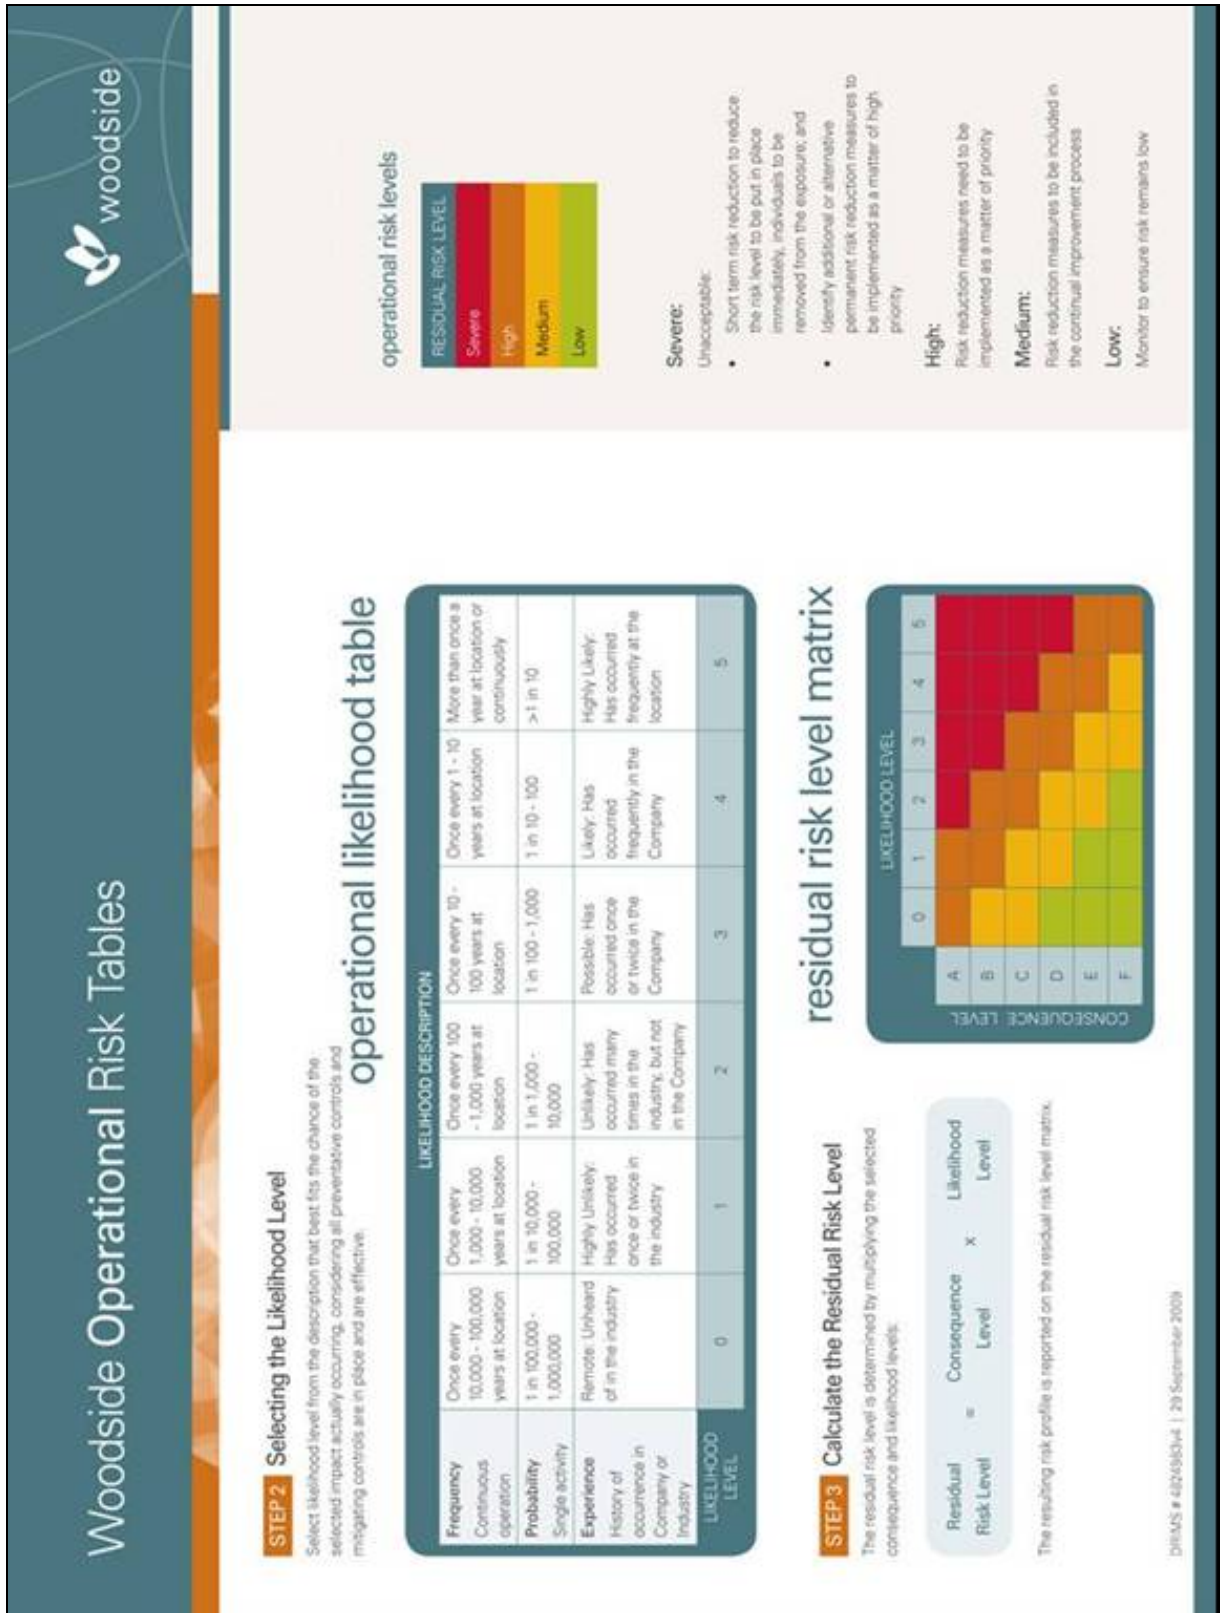 Woodside Operational Risk Tables
woodside
STEP 2 Selecting the Likelihood Level
Select likelihood level from the description that best fits the chance of the
selected impact actually occurring, considering all preventative controls and
mitigating controls are in place and are effective.
operational likelihood table
LIKELIHOOD DESCRIPTION
Frequency
Continuous
operation
Once every
10,000 - 100,000
years at location
Once every
1,000 - 10,000
years at location
Once every 100
- 1,000 years at
location
Once every 10 -
100 years at
location
Once every 1 - 10
years at location
More than once a
year at location or
continuously
Probability
Single activity
1 in 100,000 -
1,000,000
1 in 10,000 -
100,000
1 in 1,000 -
10,000
1 in 100 - 1,000
1 in 10 - 100
>1 in 10
Experience
History of
occurrence in
Company or
Industry
Remote: Unheard
of in the industry
Highly Unlikely:
Has occurred
once or twice in
the industry
Unlikely: Has
occurred many
times in the
industry, but not
in the Company
Possible: Has
occurred once
or twice in the
Company
Likely: Has
occurred
frequently in the
Company
Highly Likely:
Has occurred
frequently at the
location
LIKELIHOOD
LEVEL
0 1 2 3 4 5
STEP 3 Calculate the Residual Risk Level
The residual risk level is determined by multiplying the selected
consequence and likelihood levels:
Residual = Consequence x Likelihood
Risk Level Level Level
The resulting risk profile is reported on the residual risk level matrix.
residual risk level matrix
LIKELIHOOD LEVEL
0 1 2 3 4 5
CONSEQUENCE LEVEL
A
B
C
D
E
F
operational risk levels
RESIDUAL RISK LEVEL
Severe
High
Medium
Low
Severe:
Unacceptable:
• Short term risk reduction to reduce
the risk level to be put in place
immediately, individuals to be
removed from the exposure; and
• Identify additional or alternative
permanent risk reduction measures to
be implemented as a matter of high
priority
High:
Risk reduction measures need to be
implemented as a matter of priority
Medium:
Risk reduction measures to be included in
the continual improvement process
Low:
Monitor to ensure risk remains low
29 September 2009